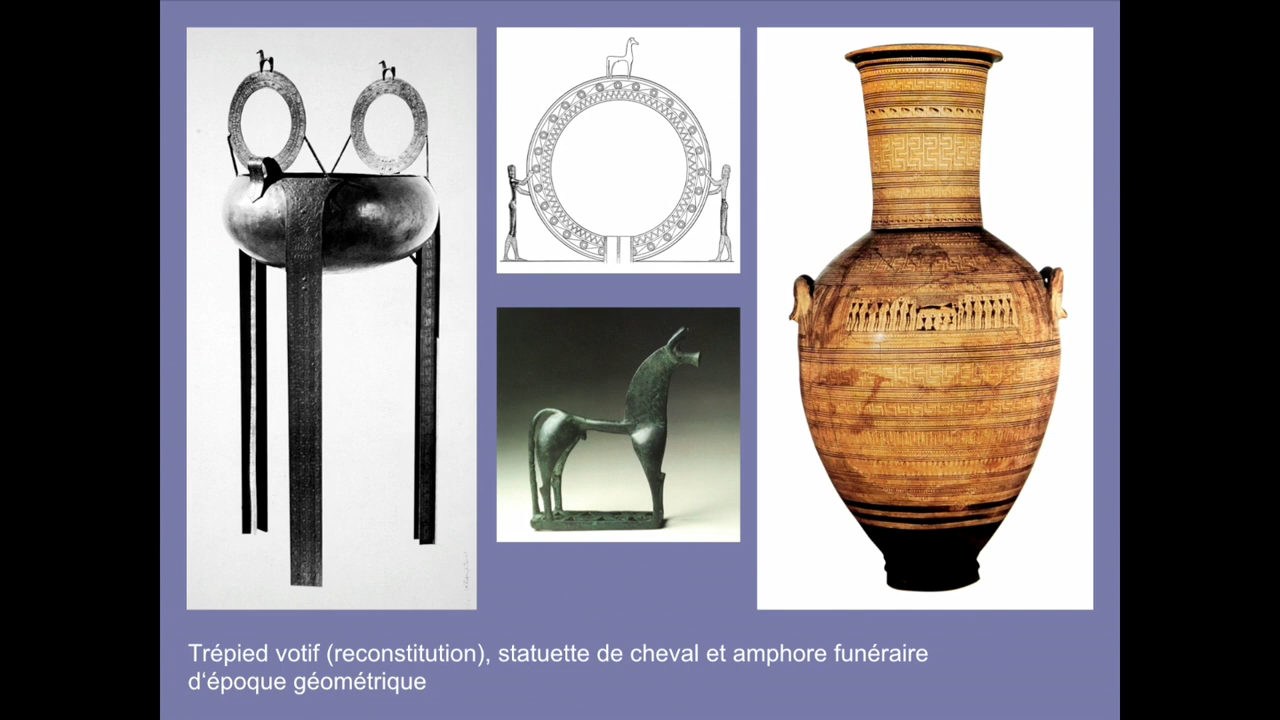 Trépied votif (reconstitution), statuette de cheval et amphore funéraire
d‘époque géométrique